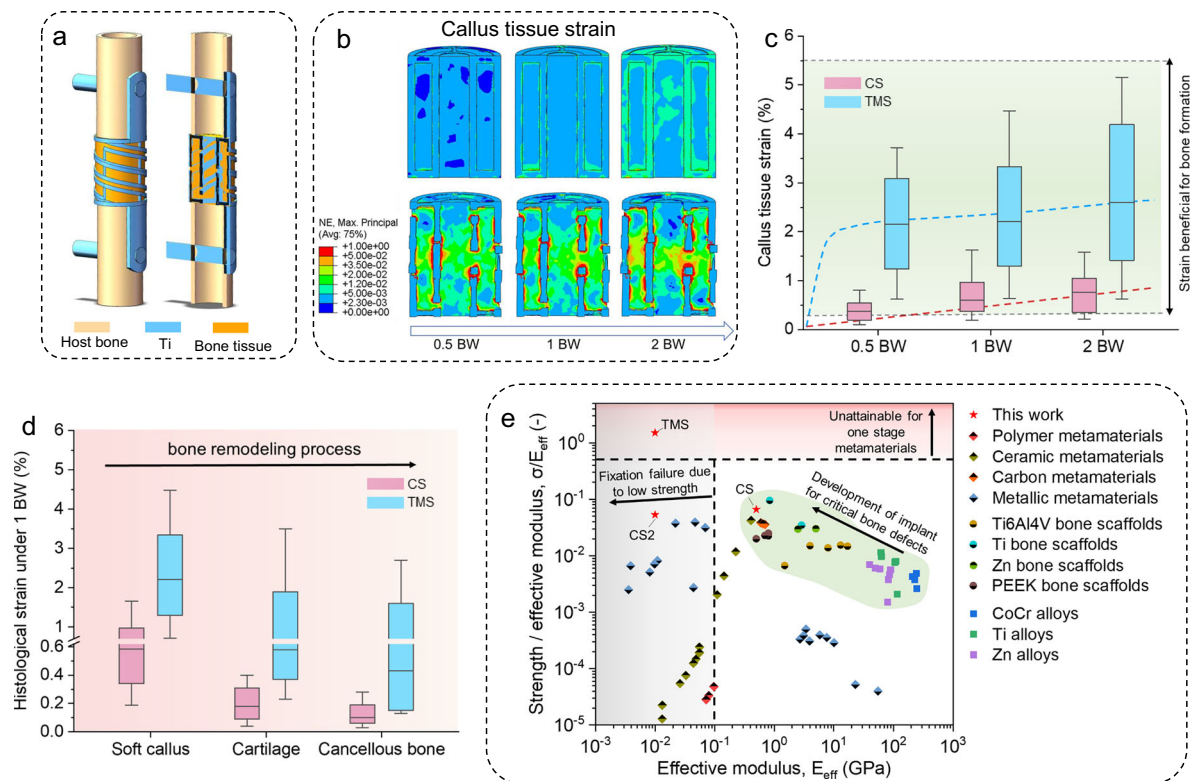 a
Host bone
Ti
Bone tissue
b
Callus tissue strain
NE, Max. Principal
(Avg: 75%)
+1.00e+00
+5.00e-02
+3.50e-02
+2.00e-02
+1.20e-02
+5.00e-03
+2.30e-03
+0.00e+00
0.5 BW
1 BW
2 BW
c
Callus tissue strain (%)
6
5
4
3
2
1
0
CS
TMS
0.5 BW
1 BW
2 BW
Strain beneficial for bone formation
d
Histological strain under 1 BW (%)
6
5
4
3
2
1
0.6
0.4
0.2
0.0
bone remodeling process
CS
TMS
Soft callus
Cartilage
Cancellous bone
e
Strength / effective modulus, σ/E_eff (-)
10^0
10^-1
10^-2
10^-3
10^-4
10^-5
TMS
Unattainable for
one stage
metamaterials
Fixation failure due
to low strength
CS2
CS
Development of implant
for critical bone defects
10^-3
10^-2
10^-1
10^0
10^1
10^2
10^3
Effective modulus, E_eff (GPa)
This work
Polymer metamaterials
Ceramic metamaterials
Carbon metamaterials
Metallic metamaterials
Ti6Al4V bone scaffolds
Ti bone scaffolds
Zn bone scaffolds
PEEK bone scaffolds
CoCr alloys
Ti alloys
Zn alloys